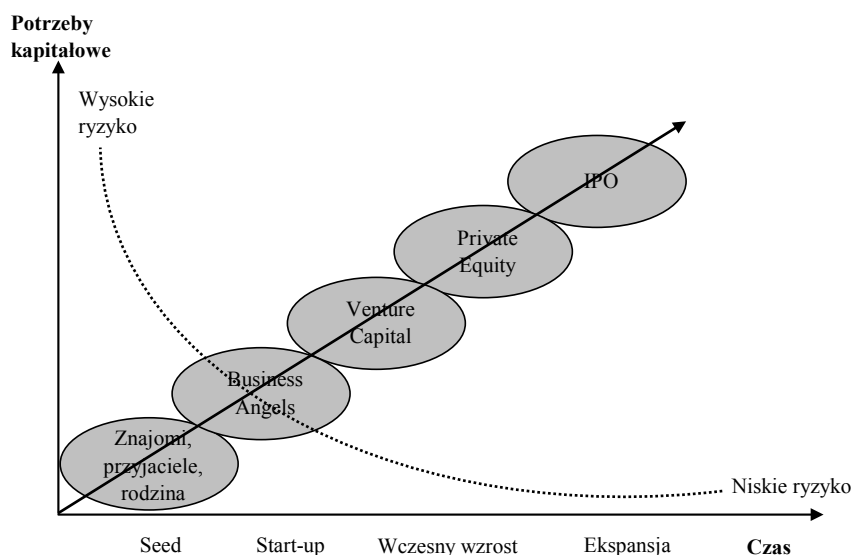 Potrzeby
kapitałowe
Wysokie
ryzyko
IPO
Private
Equity
Venture
Capital
Business
Angels
Znajomi,
przyjaciele,
rodzina
Niskie ryzyko
Seed
Start-up
Wczesny wzrost
Ekspansja
Czas